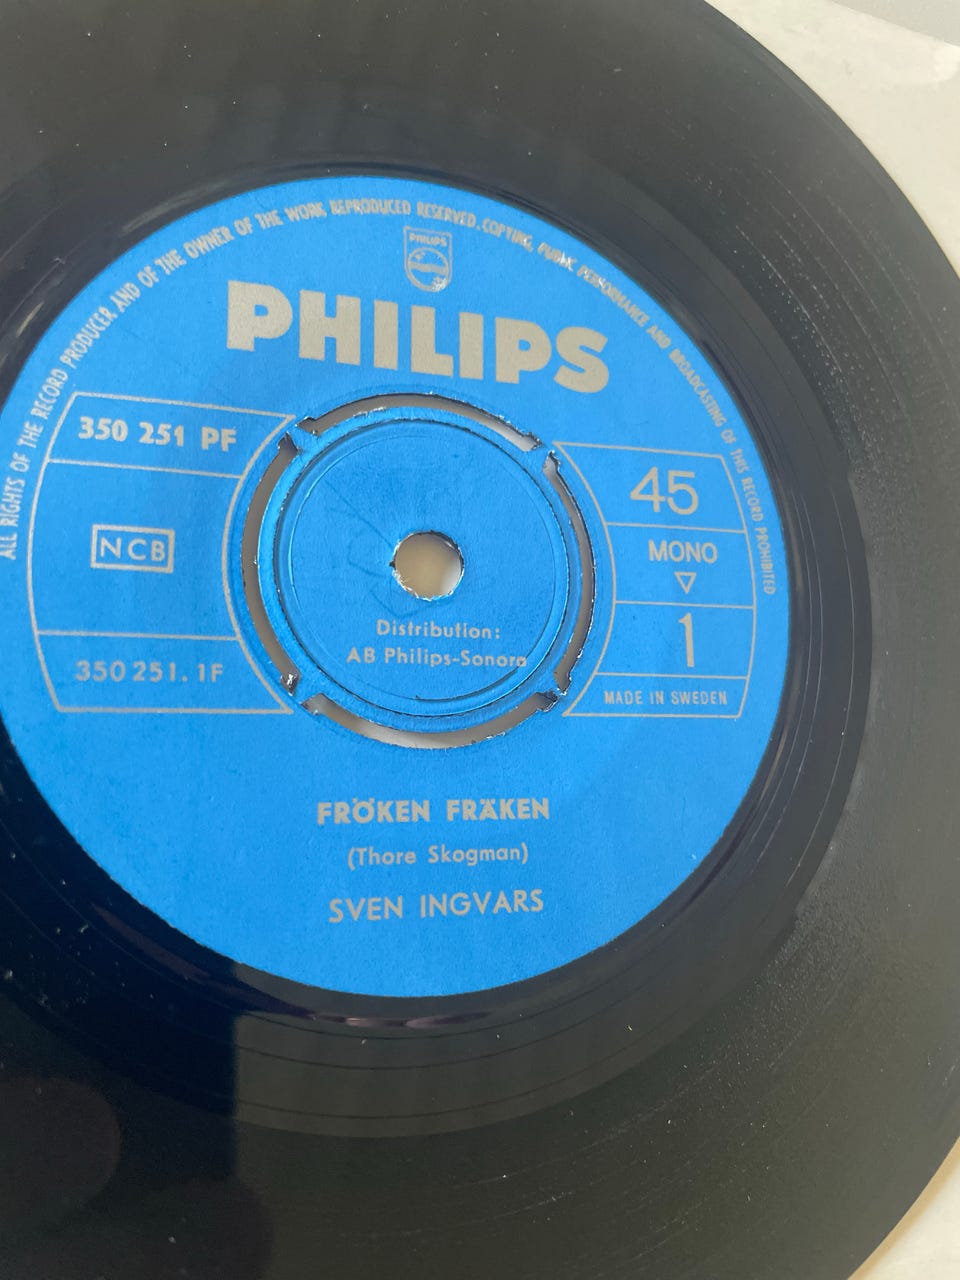 ALL RIGHTS OF THE RECORD PRODUCER AND OF THE OWNER OF THE WORK REPRODUCED RESERVED. COPYING, PUBLIC PERFORMANCE AND BROADCASTING OF THIS RECORD PROHIBITED
PHILIPS
PHILIPS
350 251 PF
NCB
350 251.1F
45
MONO
1
MADE IN SWEDEN
Distribution:
AB Philips-Sonora
FRÖKEN FRÄKEN
(Thore Skogman)
SVEN INGVARS